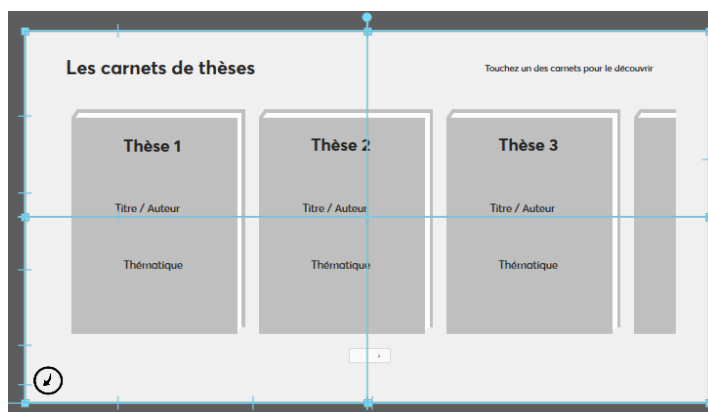 Les carnets de thèses
Touchez un des carnets pour le découvrir
Thèse 1
Thèse 2
Thèse 3
Titre / Auteur
Titre / Auteur
Titre / Auteur
Thématique
Thématique
Thématique